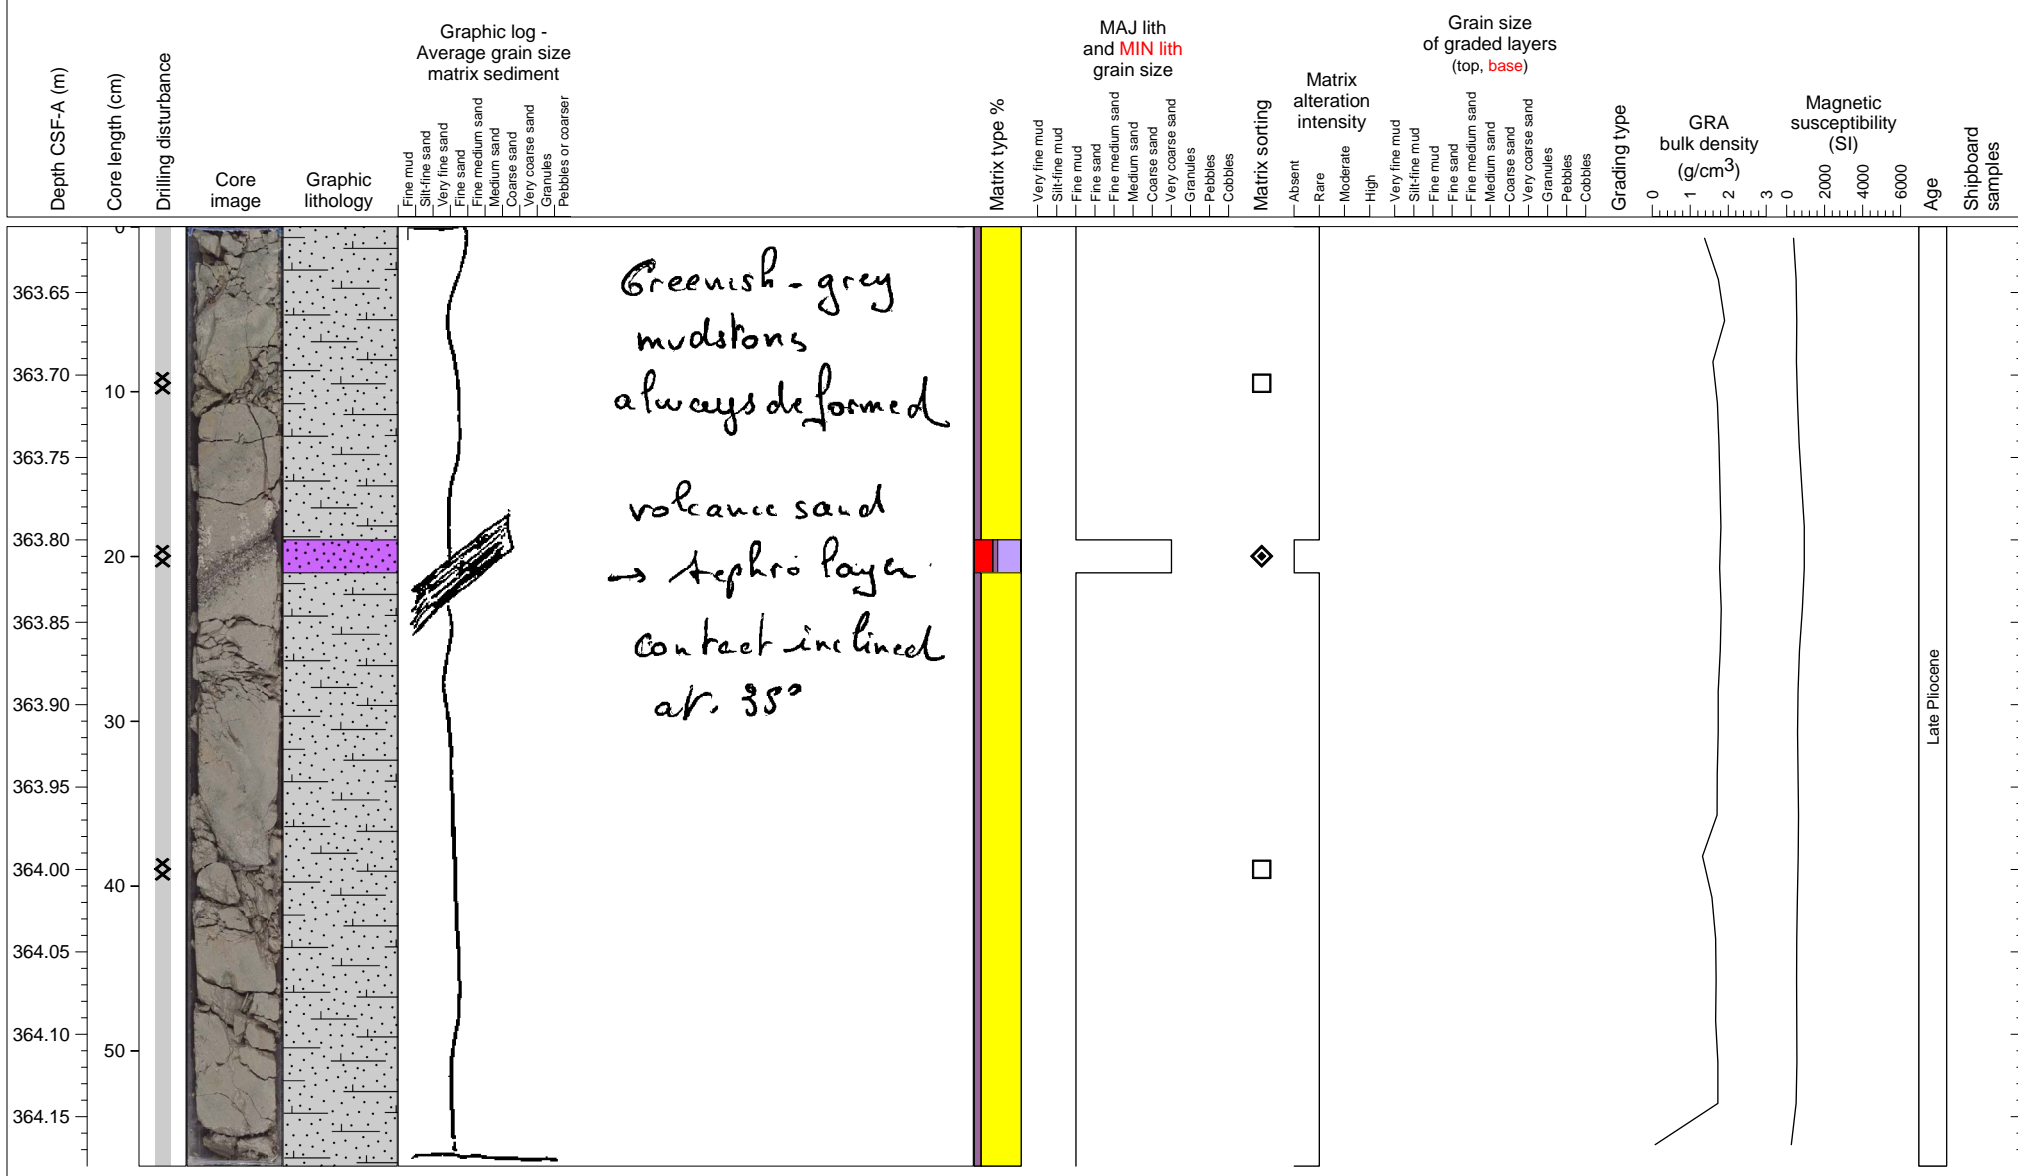 Graphic log -
Average grain size
matrix sediment
MAJ lith
and MIN lith
grain size
Grain size
of graded layers
(top, base)
Depth CSF-A (m)
Core length (cm)
Drilling disturbance
Core
image
Graphic
lithology
Fine mud
Silt-fine sand
Very fine sand
Fine sand
Fine medium sand
Medium sand
Coarse sand
Very coarse sand
Granules
Pebbles or coarser
Matrix type %
Very fine mud
Silt-fine mud
Fine mud
Fine sand
Fine medium sand
Medium sand
Coarse sand
Very coarse sand
Granules
Pebbles
Cobbles
Matrix sorting
Matrix
alteration
intensity
Absent
Rare
Moderate
High
Very fine mud
Silt-fine mud
Fine mud
Fine sand
Fine medium sand
Medium sand
Coarse sand
Very coarse sand
Granules
Pebbles
Cobbles
Grading type
GRA
bulk density
(g/cm3)
0 1 2 3
Magnetic
susceptibility
(SI)
0 2000 4000 6000
Age
Shipboard
samples
0
363.65
363.70
10
363.75
363.80
20
363.85
363.90
30
363.95
364.00
40
364.05
364.10
50
364.15
Greenish - grey
mudstons
always deformed
volcanic sand
→ tephra layer
contact inclined
at. 35°
Late Pliocene